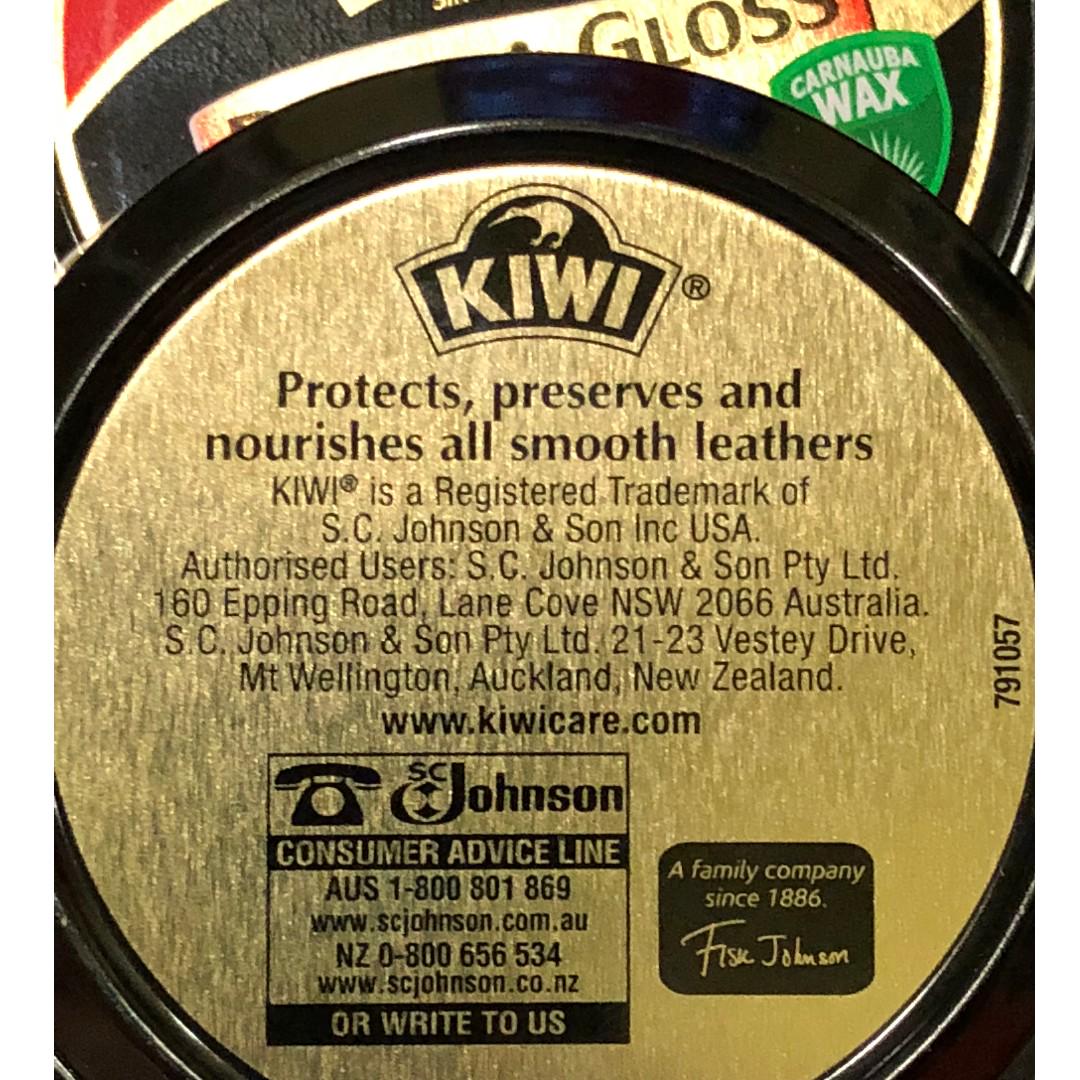 GLOSS
CARNAUBA
WAX
KIWI®
Protects, preserves and
nourishes all smooth leathers
KIWI® is a Registered Trademark of
S.C. Johnson & Son Inc USA.
Authorised Users: S.C. Johnson & Son Pty Ltd.
160 Epping Road, Lane Cove NSW 2066 Australia.
S.C. Johnson & Son Pty Ltd. 21-23 Vestey Drive,
Mt Wellington, Auckland, New Zealand.
www.kiwicare.com
791057
SC Johnson
CONSUMER ADVICE LINE
AUS 1-800 801 869
www.scjohnson.com.au
NZ 0-800 656 534
www.scjohnson.co.nz
OR WRITE TO US
A family company
since 1886.
Fisk Johnson